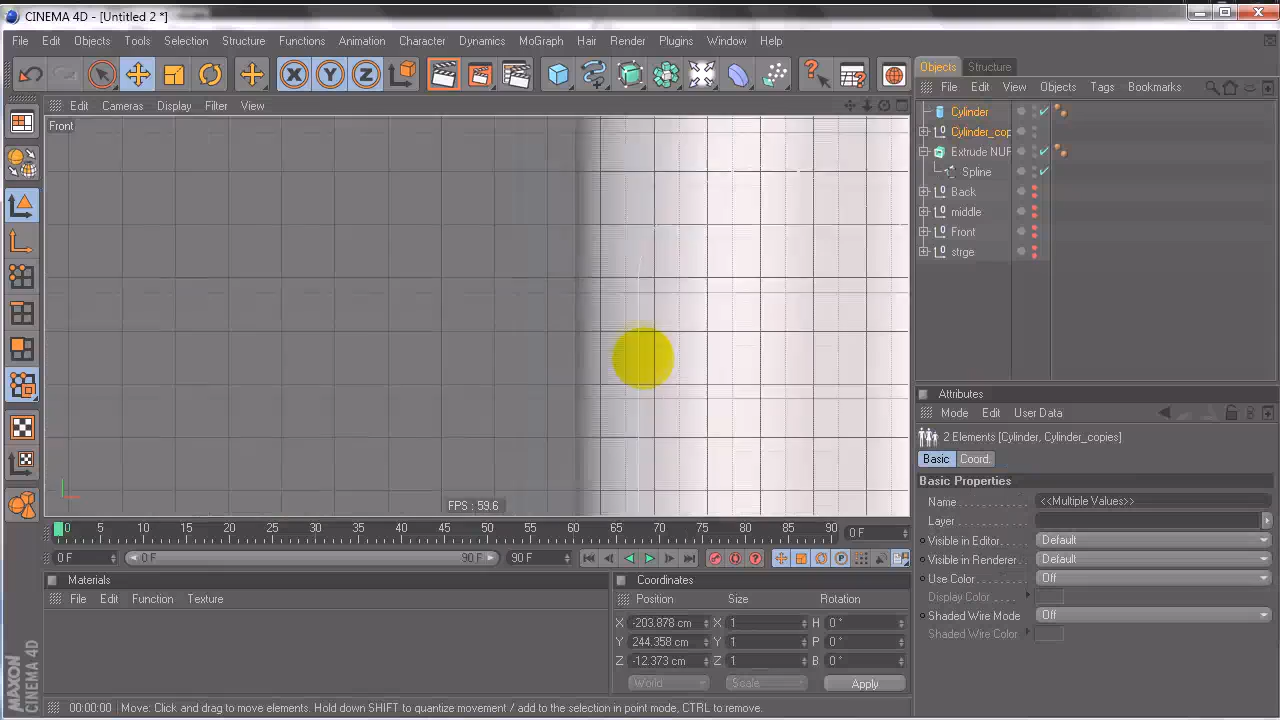 CINEMA 4D - [Untitled 2 *]
File Edit Objects Tools Selection Structure Functions Animation Character Dynamics MoGraph Hair Render Plugins Window Help
Objects Structure
File Edit View Objects Tags Bookmarks
Edit Cameras Display Filter View
Front
Cylinder
Cylinder_cop
Extrude NUR
Spline
Back
middle
Front
strge
FPS : 59.6
Attributes
Mode Edit User Data
2 Elements [Cylinder, Cylinder_copies]
Basic Coord.
Basic Properties
Name <<Multiple Values>>
Layer
Visible in Editor Default
Visible in Renderer Default
Use Color Off
Display Color
Shaded Wire Mode Off
Shaded Wire Color
0 5 10 15 20 25 30 35 40 45 50 55 60 65 70 75 80 85 90 0 F
0 F 0 F 90 F 90 F
Materials
File Edit Function Texture
Coordinates
Position Size Rotation
X -203.878 cm X 1 H 0 °
Y 244.358 cm Y 1 P 0 °
Z -12.373 cm Z 1 B 0 °
World Scale Apply
MAXON CINEMA 4D
00:00:00 Move: Click and drag to move elements. Hold down SHIFT to quantize movement / add to the selection in point mode, CTRL to remove.